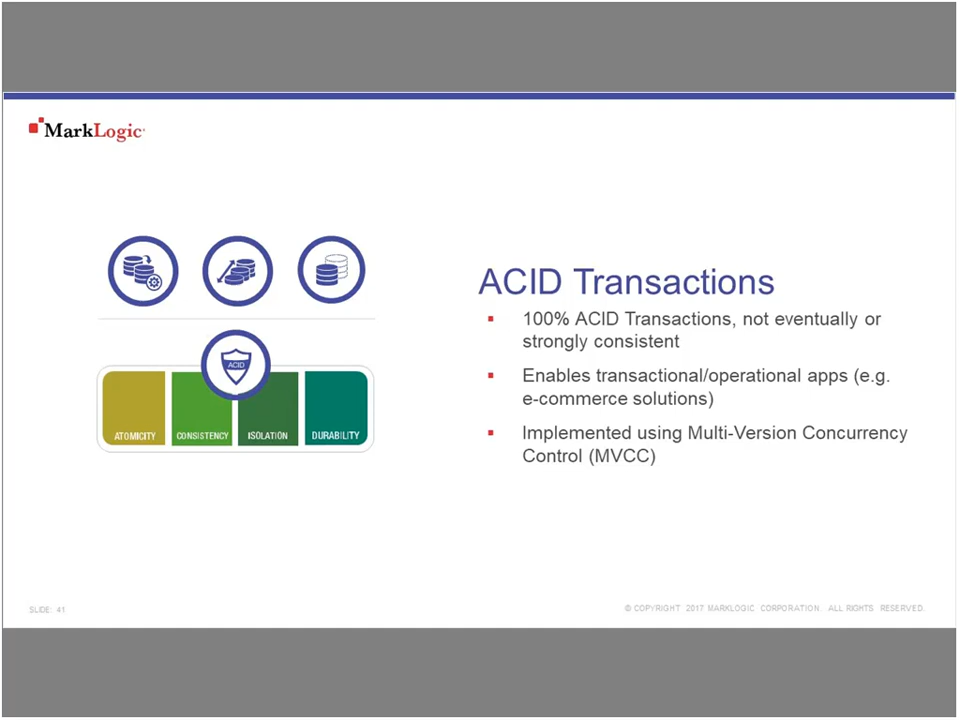 MarkLogic
ACID Transactions
100% ACID Transactions, not eventually or
strongly consistent
Enables transactional/operational apps (e.g.
e-commerce solutions)
Implemented using Multi-Version Concurrency
Control (MVCC)
ACID
ATOMICITY CONSISTENCY ISOLATION DURABILITY
SLIDE: 41
© COPYRIGHT 2017 MARKLOGIC CORPORATION. ALL RIGHTS RESERVED.